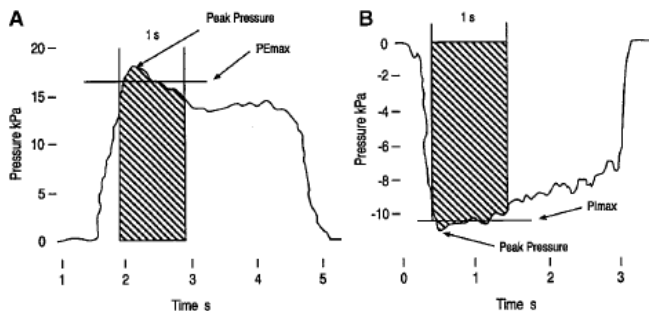 A
Peak Pressure
1 s
PEmax
20
15
10
5
0
Pressure kPa
1 2 3 4 5
Time s
B
1 s
0
-2
-4
-6
-8
-10
Pressure kPa
PImax
Peak Pressure
0 1 2 3
Time s